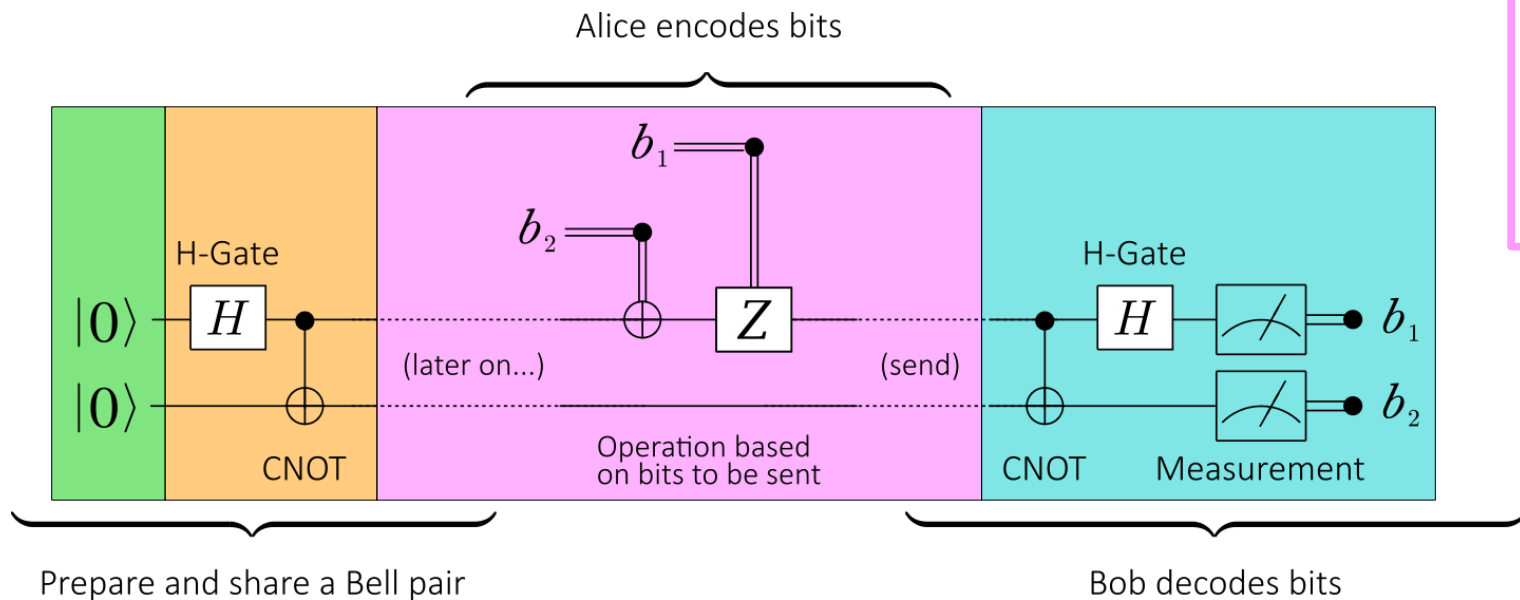 Alice encodes bits
b₁
b₂
H-Gate
H-Gate
|0⟩ H Z H b₁
(later on...) (send)
|0⟩ b₂
Operation based
on bits to be sent
CNOT CNOT Measurement
Prepare and share a Bell pair Bob decodes bits